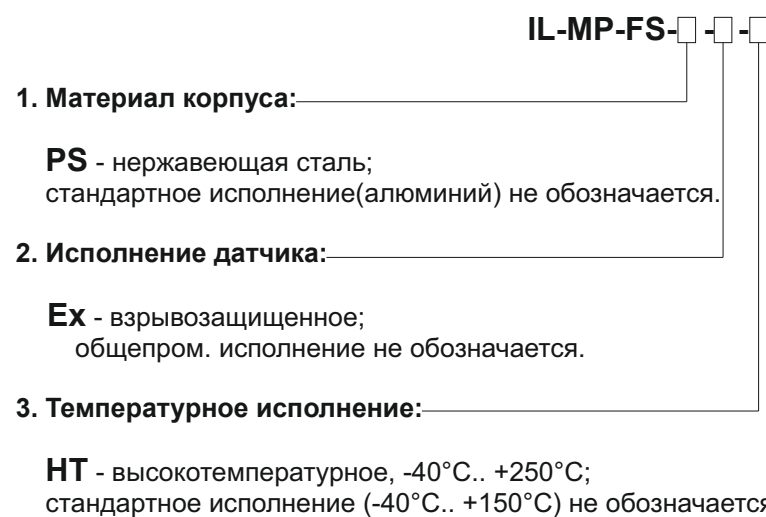 IL-MP-FS-□ -□ -□
1. Материал корпуса:
PS - нержавеющая сталь;
стандартное исполнение(алюминий) не обозначается.
2. Исполнение датчика:
Ex - взрывозащищенное;
общепром. исполнение не обозначается.
3. Температурное исполнение:
HT - высокотемпературное, -40°C.. +250°C;
стандартное исполнение (-40°C.. +150°C) не обозначается